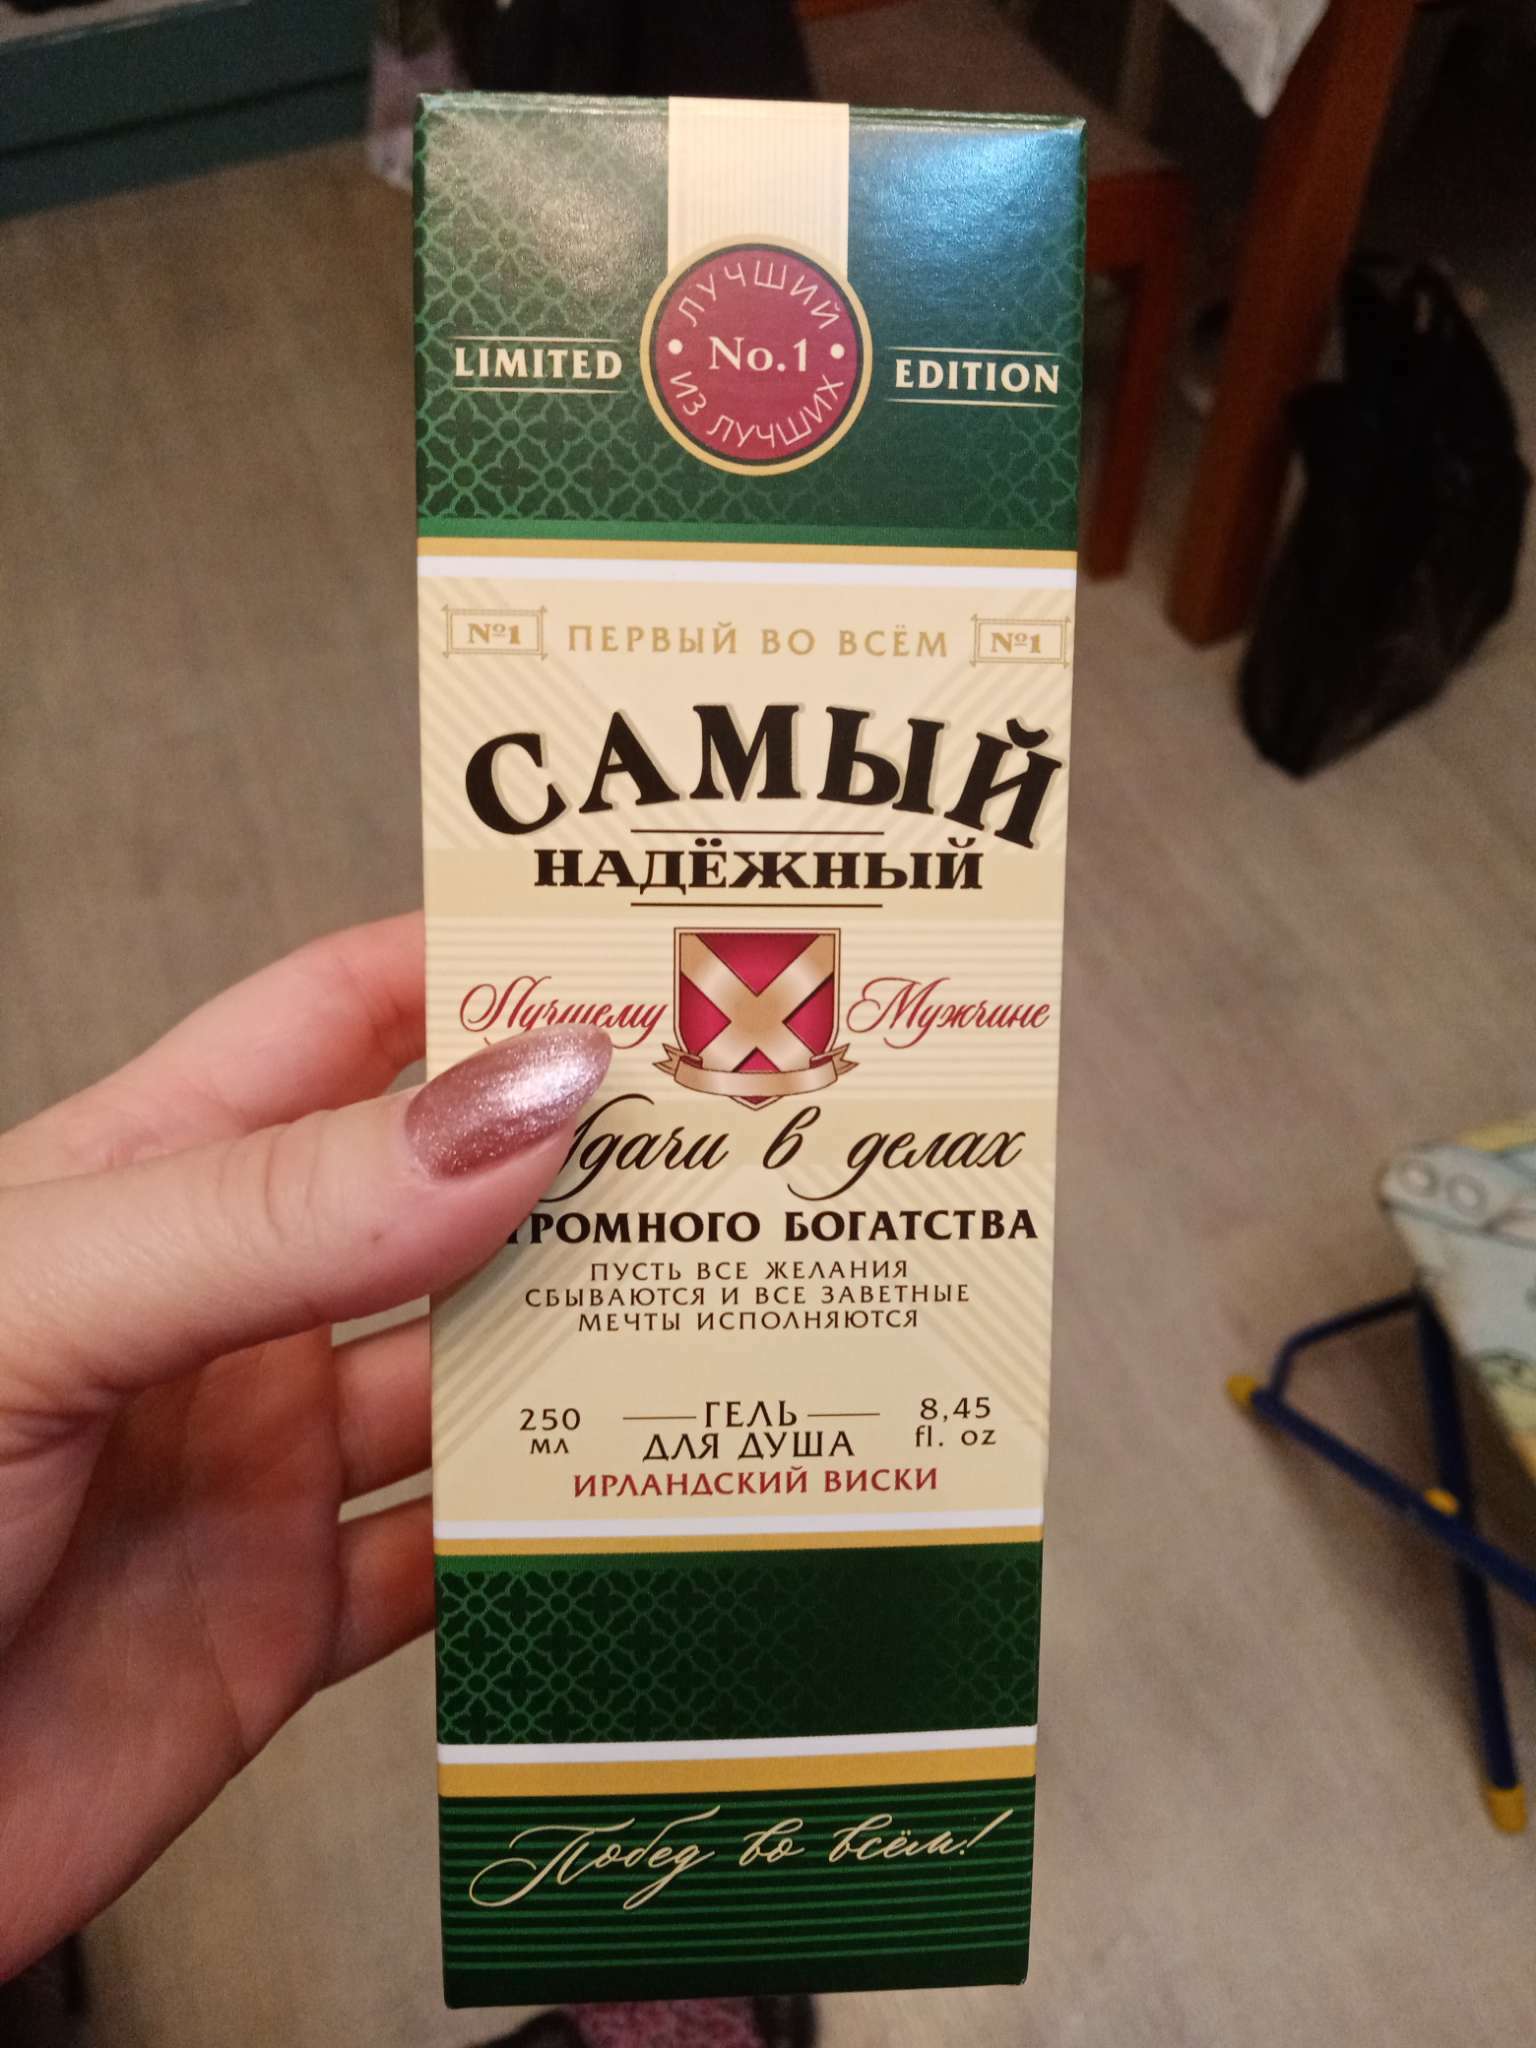 ЛУЧШИЙ
LIMITED No.1 EDITION
ИЗ ЛУЧШИХ
№1 ПЕРВЫЙ ВО ВСЁМ №1
САМЫЙ
НАДЁЖНЫЙ
Лучшему Мужчине
в делах
БОГАТСТВА
ПУСТЬ ВСЕ ЖЕЛАНИЯ
СБЫВАЮТСЯ И ВСЕ ЗАВЕТНЫЕ
МЕЧТЫ ИСПОЛНЯЮТСЯ
250 ГЕЛЬ 8,45
МЛ ДЛЯ ДУША fl. oz
ИРЛАНДСКИЙ ВИСКИ
Побед во всём!